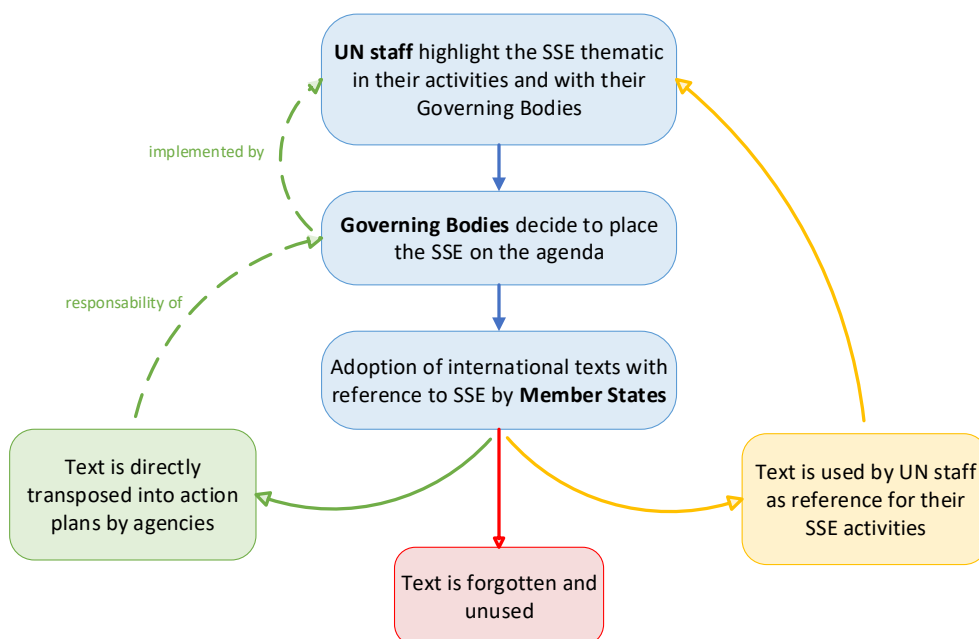 UN staff highlight the SSE thematic
in their activities and with their
Governing Bodies
implemented by
Governing Bodies decide to place
the SSE on the agenda
responsability of
Adoption of international texts with
reference to SSE by Member States
Text is directly
transposed into action
plans by agencies
Text is used by UN staff
as reference for their
SSE activities
Text is forgotten and
unused